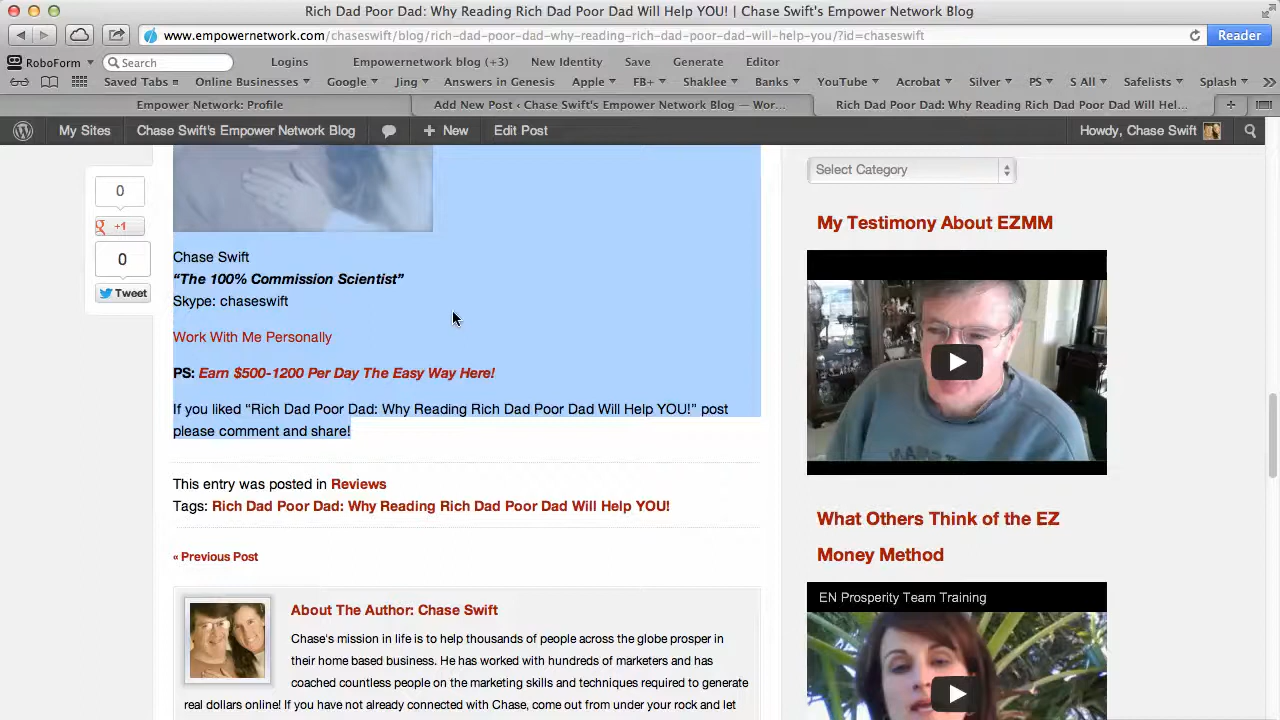 Rich Dad Poor Dad: Why Reading Rich Dad Poor Dad Will Help YOU! | Chase Swift's Empower Network Blog
www.empowernetwork.com/chaseswift/blog/rich-dad-poor-dad-why-reading-rich-dad-poor-dad-will-help-you/?id=chaseswift
Reader
RoboForm Search Logins Empowernetwork blog (+3) New Identity Save Generate Editor
Saved Tabs Online Businesses Google Jing Answers in Genesis Apple FB+ Shaklee Banks YouTube Acrobat Silver PS S All Safelists Splash
Empower Network: Profile
Add New Post ‹ Chase Swift's Empower Network Blog — Wor...
Rich Dad Poor Dad: Why Reading Rich Dad Poor Dad Will Hel...
My Sites Chase Swift's Empower Network Blog New Edit Post Howdy, Chase Swift
0
+1
0
Tweet
Chase Swift
“The 100% Commission Scientist”
Skype: chaseswift
Work With Me Personally
PS: Earn $500-1200 Per Day The Easy Way Here!
If you liked “Rich Dad Poor Dad: Why Reading Rich Dad Poor Dad Will Help YOU!” post
please comment and share!
This entry was posted in Reviews
Tags: Rich Dad Poor Dad: Why Reading Rich Dad Poor Dad Will Help YOU!
« Previous Post
About The Author: Chase Swift
Chase's mission in life is to help thousands of people across the globe prosper in
their home based business. He has worked with hundreds of marketers and has
coached countless people on the marketing skills and techniques required to generate
real dollars online! If you have not already connected with Chase, come out from under your rock and let
Select Category
My Testimony About EZMM
What Others Think of the EZ
Money Method
EN Prosperity Team Training